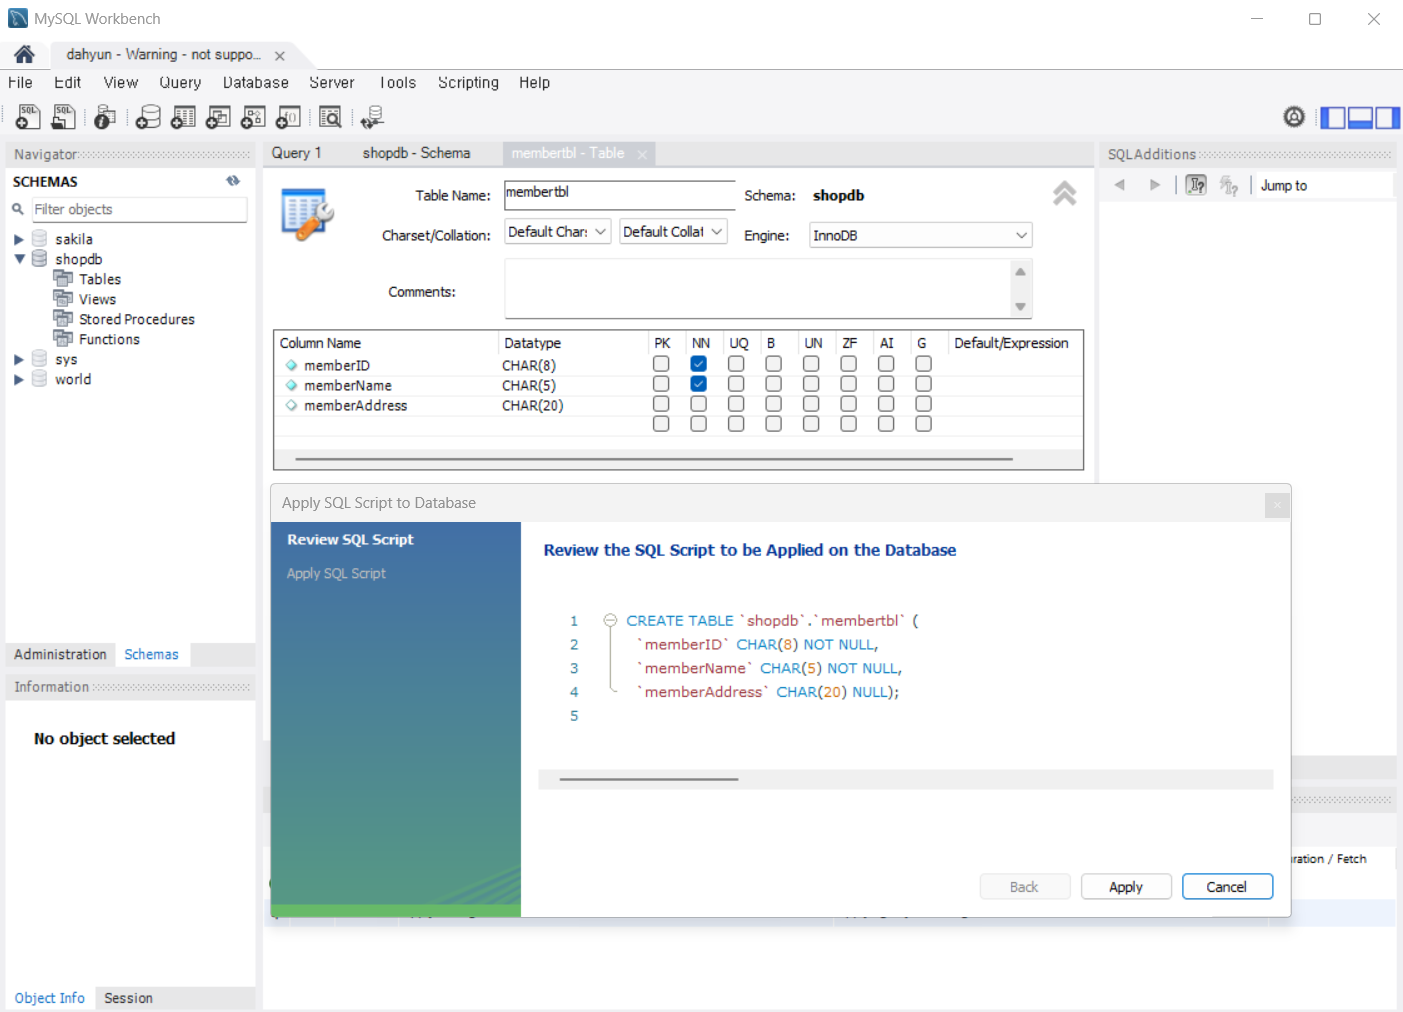 MySQL Workbench
dahyun - Warning - not suppo...
File Edit View Query Database Server Tools Scripting Help
Navigator
SCHEMAS
Filter objects
sakila
shopdb
Tables
Views
Stored Procedures
Functions
sys
world
Administration Schemas
Information
No object selected
Object Info Session
Query 1 shopdb - Schema membertbl - Table
Table Name: membertbl Schema: shopdb
Charset/Collation: Default Chars Default Collat Engine: InnoDB
Comments:
Column Name Datatype PK NN UQ B UN ZF AI G Default/Expression
memberID CHAR(8)
memberName CHAR(5)
memberAddress CHAR(20)
SQLAdditions
Jump to
Apply SQL Script to Database
Review SQL Script
Apply SQL Script
Review the SQL Script to be Applied on the Database
1 CREATE TABLE `shopdb`.`membertbl` (
2 `memberID` CHAR(8) NOT NULL,
3 `memberName` CHAR(5) NOT NULL,
4 `memberAddress` CHAR(20) NULL);
5
Back Apply Cancel
/ Fetch